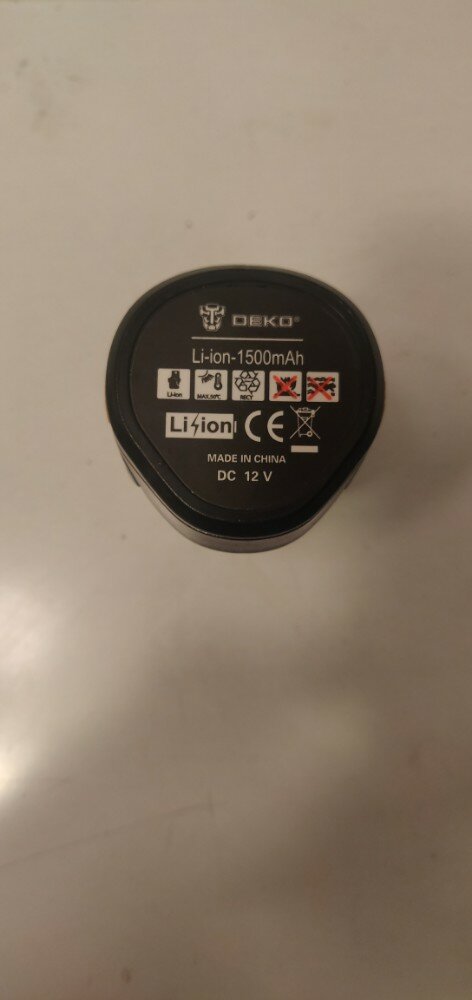 DEKO®
Li-ion-1500mAh
Li-ion MAX.50℃ RECY
Li ion
CE
MADE IN CHINA
DC 12 V